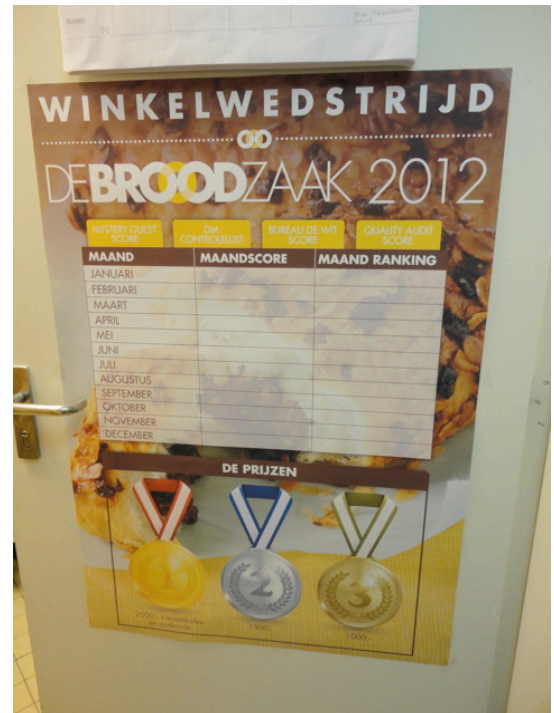 WINKELWEDSTRIJD
DEBROODZAAK 2012
MYSTERY GUEST
SCORE
DM
CONTROLELIJST
BUREAU DE WIT
SCORE
QUALITY AUDIT
SCORE
MAAND MAANDSCORE MAAND RANKING
JANUARI
FEBRUARI
MAART
APRIL
MEI
JUNI
JULI
AUGUSTUS
SEPTEMBER
OKTOBER
NOVEMBER
DECEMBER
DE PRIJZEN
1 2 3
2500,-
1500,-
1000,-